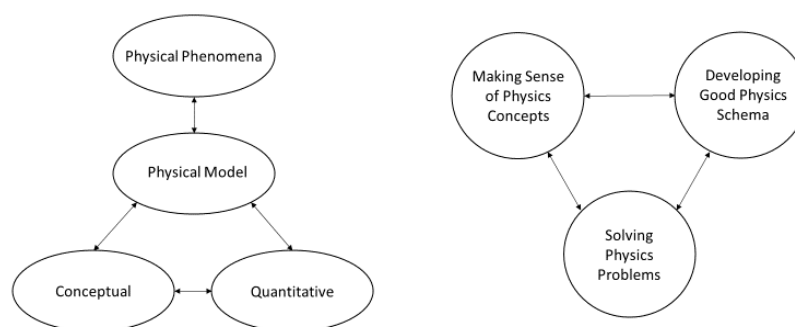 Physical Phenomena
Physical Model
Conceptual
Quantitative
Making Sense
of Physics
Concepts
Developing
Good Physics
Schema
Solving
Physics
Problems